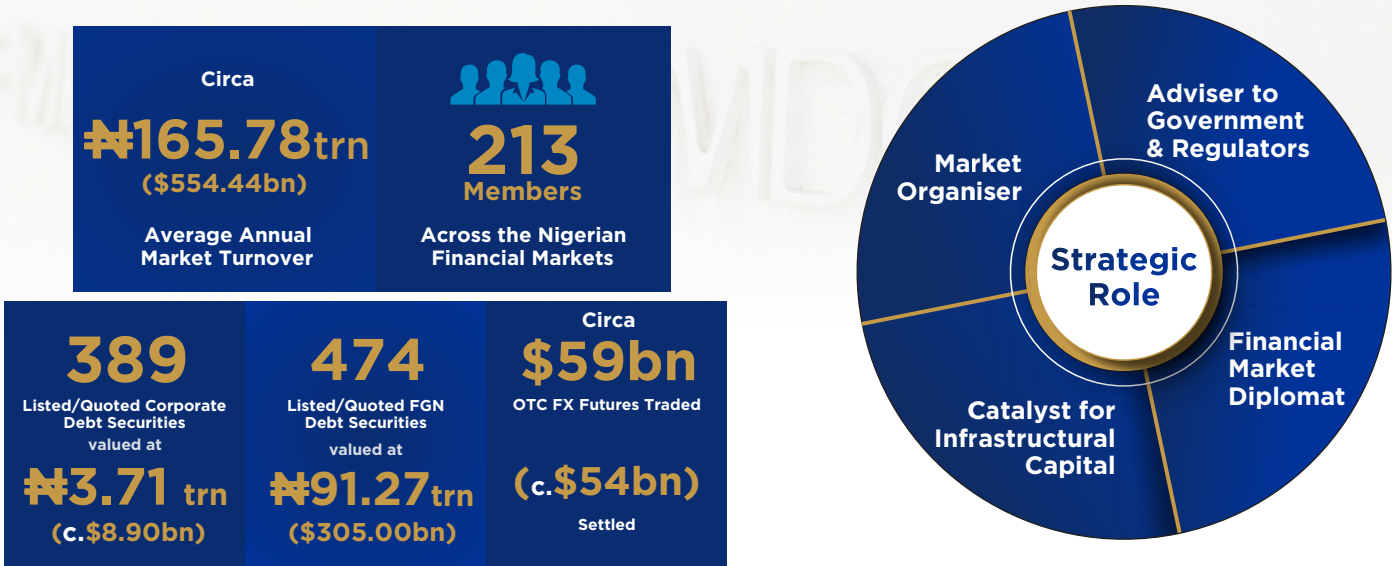 Circa
₦165.78trn
($554.44bn)
Average Annual
Market Turnover
213
Members
Across the Nigerian
Financial Markets
389
Listed/Quoted Corporate
Debt Securities
valued at
₦3.71 trn
(c.$8.90bn)
474
Listed/Quoted FGN
Debt Securities
valued at
₦91.27trn
($305.00bn)
Circa
$59bn
OTC FX Futures Traded
(c.$54bn)
Settled
Strategic
Role
Market
Organiser
Adviser to
Government
& Regulators
Financial
Market
Diplomat
Catalyst for
Infrastructural
Capital